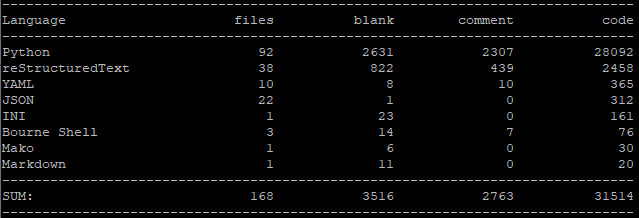 -------------------------------------------------------------------------------
Language                     files          blank        comment           code
-------------------------------------------------------------------------------
Python                          92           2631           2307          28092
reStructuredText                38            822            439           2458
YAML                            10              8             10            365
JSON                            22              1              0            312
INI                              1             23              0            161
Bourne Shell                     3             14              7             76
Mako                             1              6              0             30
Markdown                         1             11              0             20
-------------------------------------------------------------------------------
SUM:                           168           3516           2763          31514
-------------------------------------------------------------------------------